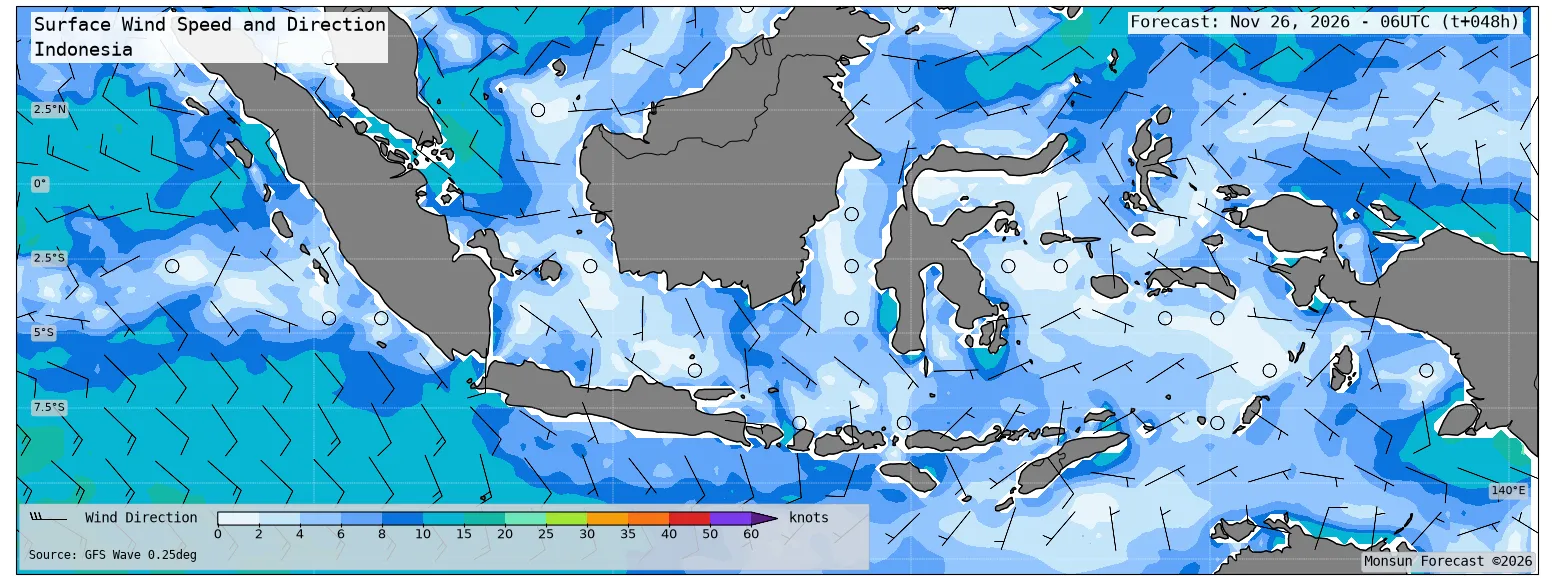 Surface Wind Speed and Direction
Indonesia
Forecast: Nov 26, 2026 - 06UTC (t+048h)
2.5°N
0°
2.5°S
5°S
7.5°S
140°E
Wind Direction
0 2 4 6 8 10 15 20 25 30 35 40 50 60
knots
Source: GFS Wave 0.25deg
Monsun Forecast ©2026